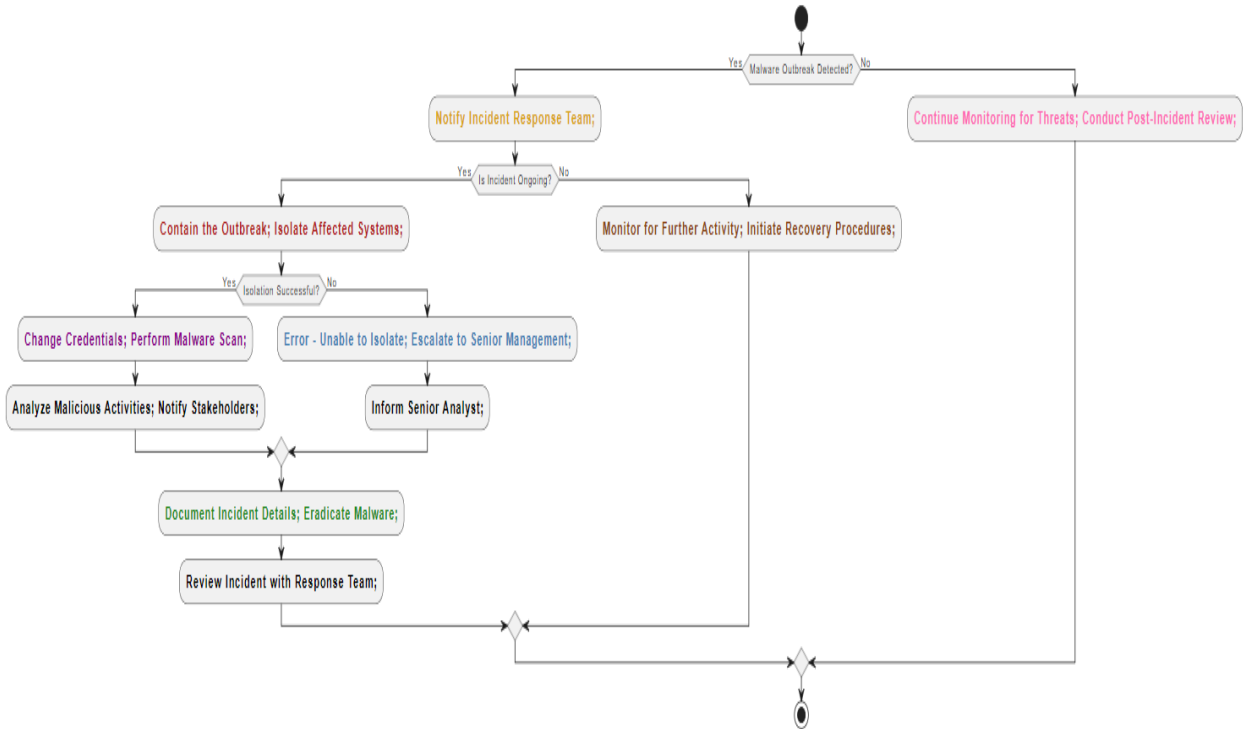 Malware Outbreak Detected?
Yes
No
Notify Incident Response Team;
Continue Monitoring for Threats; Conduct Post-Incident Review;
Is Incident Ongoing?
Yes
No
Contain the Outbreak; Isolate Affected Systems;
Monitor for Further Activity; Initiate Recovery Procedures;
Isolation Successful?
Yes
No
Change Credentials; Perform Malware Scan;
Error - Unable to Isolate; Escalate to Senior Management;
Analyze Malicious Activities; Notify Stakeholders;
Inform Senior Analyst;
Document Incident Details; Eradicate Malware;
Review Incident with Response Team;